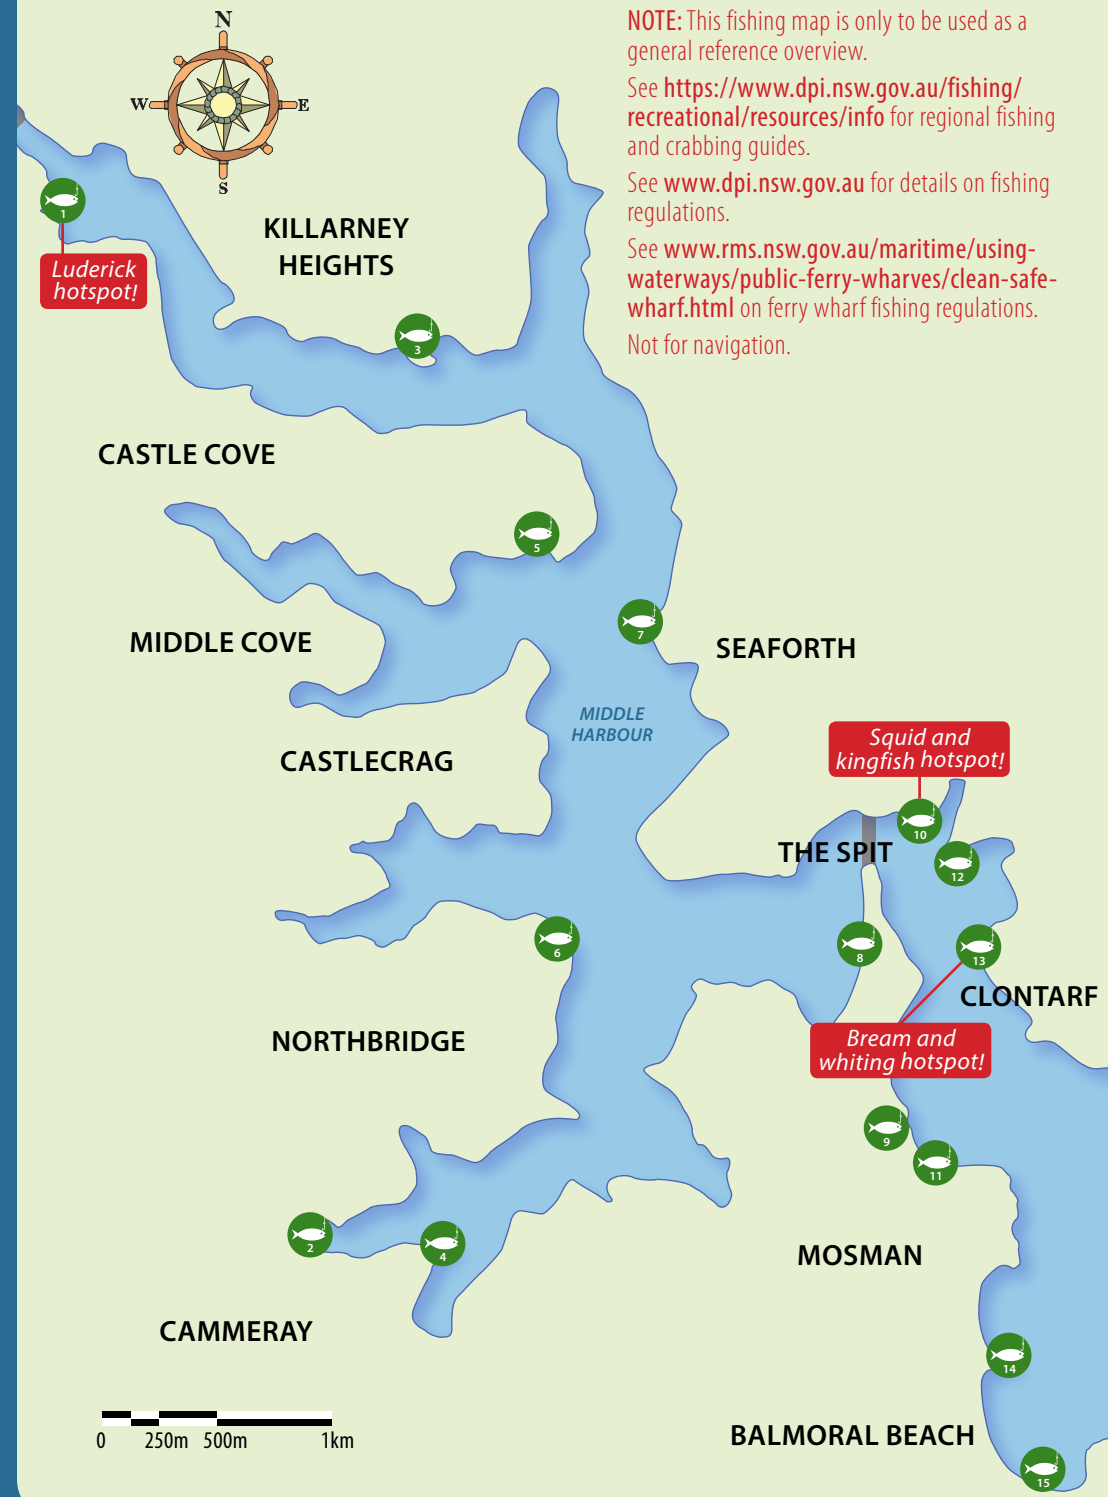 N
W
E
S
NOTE: This fishing map is only to be used as a
general reference overview.
See https://www.dpi.nsw.gov.au/fishing/
recreational/resources/info for regional fishing
and crabbing guides.
See www.dpi.nsw.gov.au for details on fishing
regulations.
See www.rms.nsw.gov.au/maritime/using-
waterways/public-ferry-wharves/clean-safe-
wharf.html on ferry wharf fishing regulations.
Not for navigation.
1
Luderick
hotspot!
KILLARNEY
HEIGHTS
3
CASTLE COVE
5
MIDDLE COVE
7
SEAFORTH
MIDDLE
HARBOUR
CASTLECRAG
Squid and
kingfish hotspot!
10
THE SPIT
12
6
8
13
CLONTARF
NORTHBRIDGE
Bream and
whiting hotspot!
9
11
2
4
MOSMAN
CAMMERAY
14
BALMORAL BEACH
15
0
250m
500m
1km